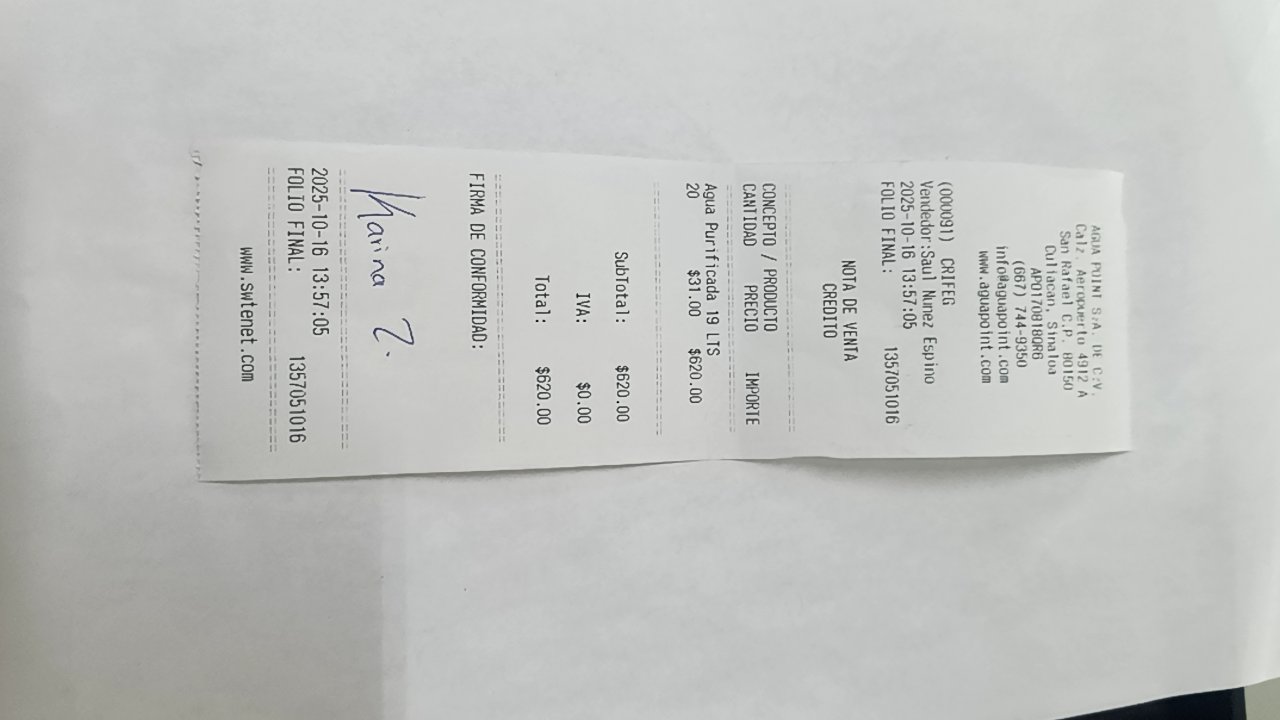 AGUA POINT S.A. DE C.V.
Calz. Aeropuerto 4912 A
San Rafael C.P. 80150
Culiacan, Sinaloa
APO170818QR6
(667) 744-9350
info@aguapoint.com
www.aguapoint.com
(000091) CRIFEG
Vendedor:Saul Nunez Espino
2025-10-16 13:57:05
FOLIO FINAL: 1357051016
NOTA DE VENTA
CREDITO
CONCEPTO / PRODUCTO
CANTIDAD PRECIO IMPORTE
Agua Purificada 19 LTS
20 $31.00 $620.00
SubTotal: $620.00
IVA: $0.00
Total: $620.00
FIRMA DE CONFORMIDAD:
Karina Z.
2025-10-16 13:57:05
FOLIO FINAL: 1357051016
www.swtenet.com